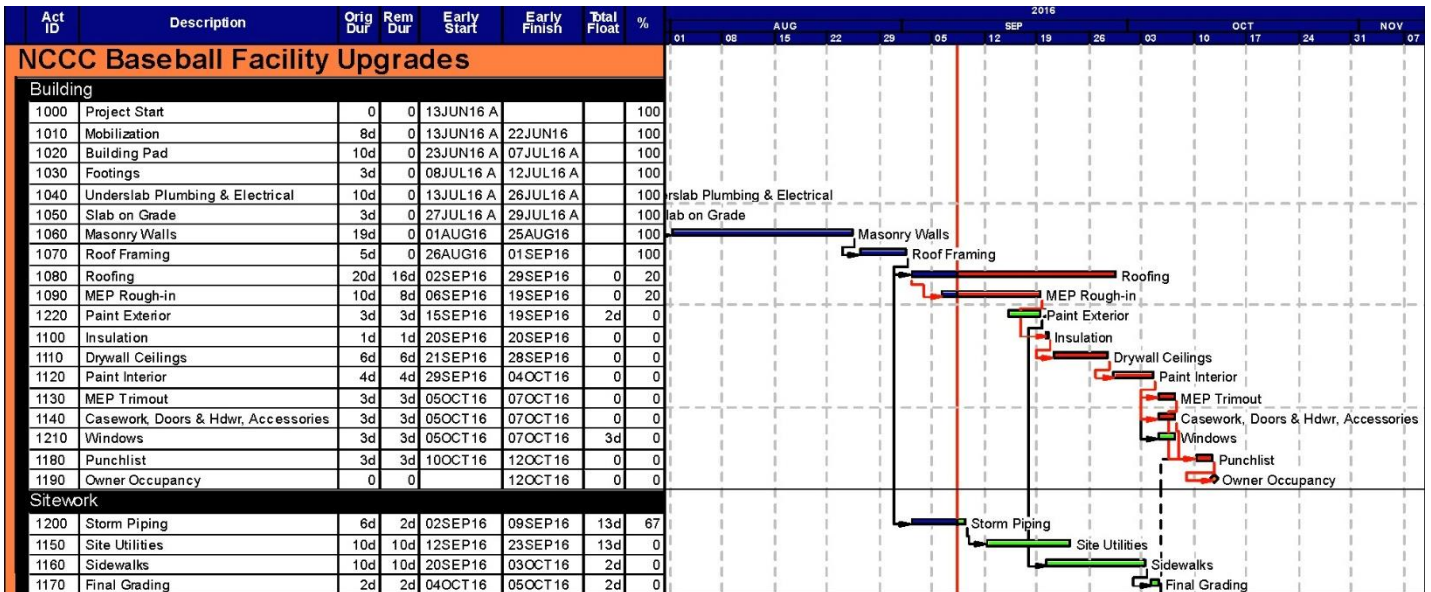 Act ID Description Orig Dur Rem Dur Early Start Early Finish Total Float %
2016
AUG SEP OCT NOV
01 08 15 22 29 05 12 19 26 03 10 17 24 31 07
NCCC Baseball Facility Upgrades
Building
1000 Project Start 0 0 13JUN16 A 100
1010 Mobilization 8d 0 13JUN16 A 22JUN16 100
1020 Building Pad 10d 0 23JUN16 A 07JUL16 A 100
1030 Footings 3d 0 08JUL16 A 12JUL16 A 100
1040 Underslab Plumbing & Electrical 10d 0 13JUL16 A 26JUL16 A 100 rslab Plumbing & Electrical
1050 Slab on Grade 3d 0 27JUL16 A 29JUL16 A 100 lab on Grade
1060 Masonry Walls 19d 0 01AUG16 25AUG16 100 Masonry Walls
1070 Roof Framing 5d 0 26AUG16 01SEP16 100 Roof Framing
1080 Roofing 20d 16d 02SEP16 29SEP16 0 20 Roofing
1090 MEP Rough-in 10d 8d 06SEP16 19SEP16 0 20 MEP Rough-in
1220 Paint Exterior 3d 3d 15SEP16 19SEP16 2d 0 Paint Exterior
1100 Insulation 1d 1d 20SEP16 20SEP16 0 0 Insulation
1110 Drywall Ceilings 6d 6d 21SEP16 28SEP16 0 0 Drywall Ceilings
1120 Paint Interior 4d 4d 29SEP16 04OCT16 0 0 Paint Interior
1130 MEP Trimout 3d 3d 05OCT16 07OCT16 0 0 MEP Trimout
1140 Casework, Doors & Hdwr, Accessories 3d 3d 05OCT16 07OCT16 0 0 Casework, Doors & Hdwr, Accessories
1210 Windows 3d 3d 05OCT16 07OCT16 3d 0 Windows
1180 Punchlist 3d 3d 10OCT16 12OCT16 0 0 Punchlist
1190 Owner Occupancy 0 0 12OCT16 0 0 Owner Occupancy
Sitework
1200 Storm Piping 6d 2d 02SEP16 09SEP16 13d 67 Storm Piping
1150 Site Utilities 10d 10d 12SEP16 23SEP16 13d 0 Site Utilities
1160 Sidewalks 10d 10d 20SEP16 03OCT16 2d 0 Sidewalks
1170 Final Grading 2d 2d 04OCT16 05OCT16 2d 0 Final Grading